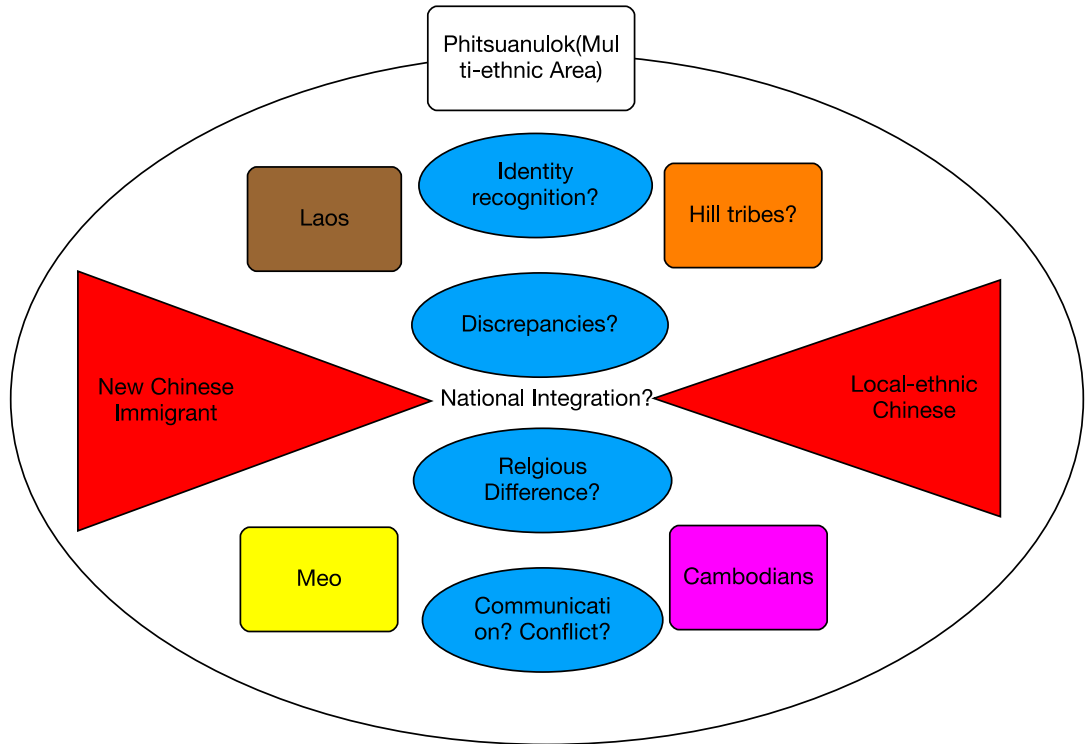 Phitsuanulok(Mul
ti-ethnic Area)
Identity
recognition?
Laos
Hill tribes?
Discrepancies?
New Chinese
Immigrant
National Integration?
Local-ethnic
Chinese
Relgious
Difference?
Meo
Cambodians
Communicati
on? Conflict?